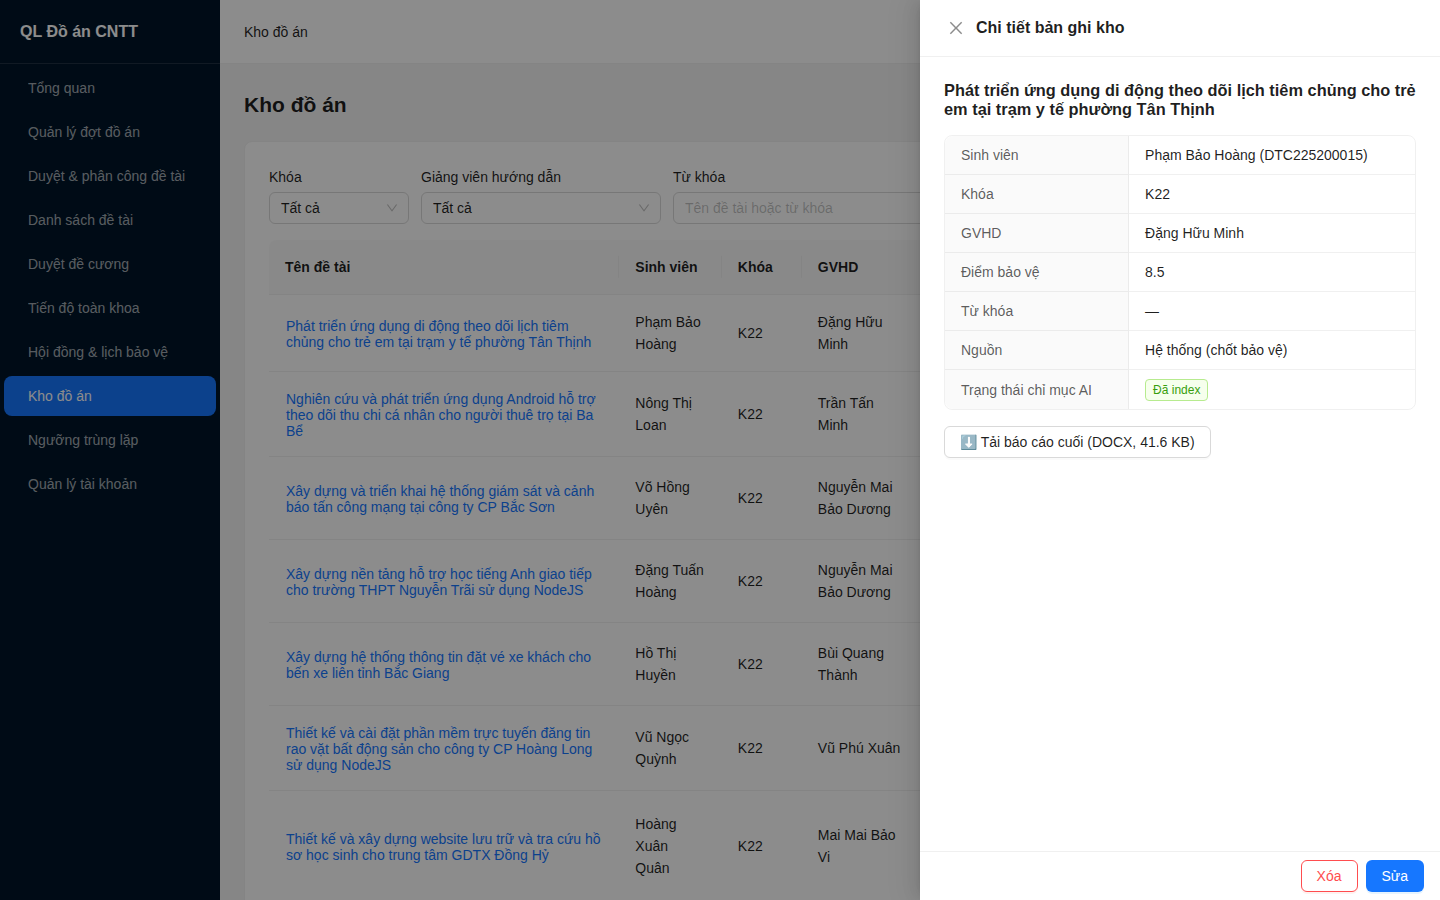 QL Đồ án CNTT
Tổng quan
Quản lý đợt đồ án
Duyệt & phân công đề tài
Danh sách đề tài
Duyệt đề cương
Tiến độ toàn khoa
Hội đồng & lịch bảo vệ
Kho đồ án
Ngưỡng trùng lặp
Quản lý tài khoản
Kho đồ án
Kho đồ án
Khóa
Giảng viên hướng dẫn
Từ khóa
Tất cả
Tất cả
Tên đề tài hoặc từ khóa
Tên đề tài
Sinh viên
Khóa
GVHD
Phát triển ứng dụng di động theo dõi lịch tiêm
chủng cho trẻ em tại trạm y tế phường Tân Thịnh
Phạm Bảo
Hoàng
K22
Đặng Hữu
Minh
Nghiên cứu và phát triển ứng dụng Android hỗ trợ
theo dõi thu chi cá nhân cho người thuê trọ tại Ba
Bể
Nông Thị
Loan
K22
Trần Tấn
Minh
Xây dựng và triển khai hệ thống giám sát và cảnh
báo tấn công mạng tại công ty CP Bắc Sơn
Võ Hồng
Uyên
K22
Nguyễn Mai
Bảo Dương
Xây dựng nền tảng hỗ trợ học tiếng Anh giao tiếp
cho trường THPT Nguyễn Trãi sử dụng NodeJS
Đặng Tuấn
Hoàng
K22
Nguyễn Mai
Bảo Dương
Xây dựng hệ thống thông tin đặt vé xe khách cho
bến xe liên tỉnh Bắc Giang
Hồ Thị
Huyền
K22
Bùi Quang
Thành
Thiết kế và cài đặt phần mềm trực tuyến đăng tin
rao vặt bất động sản cho công ty CP Hoàng Long
sử dụng NodeJS
Vũ Ngọc
Quỳnh
K22
Vũ Phú Xuân
Thiết kế và xây dựng website lưu trữ và tra cứu hồ
sơ học sinh cho trung tâm GDTX Đồng Hỷ
Hoàng
Xuân
Quân
K22
Mai Mai Bảo
Vi
Chi tiết bản ghi kho
Phát triển ứng dụng di động theo dõi lịch tiêm chủng cho trẻ
em tại trạm y tế phường Tân Thịnh
Sinh viên
Phạm Bảo Hoàng (DTC225200015)
Khóa
K22
GVHD
Đặng Hữu Minh
Điểm bảo vệ
8.5
Từ khóa
—
Nguồn
Hệ thống (chốt bảo vệ)
Trạng thái chỉ mục AI
Đã index
⬇️ Tải báo cáo cuối (DOCX, 41.6 KB)
Xóa
Sửa